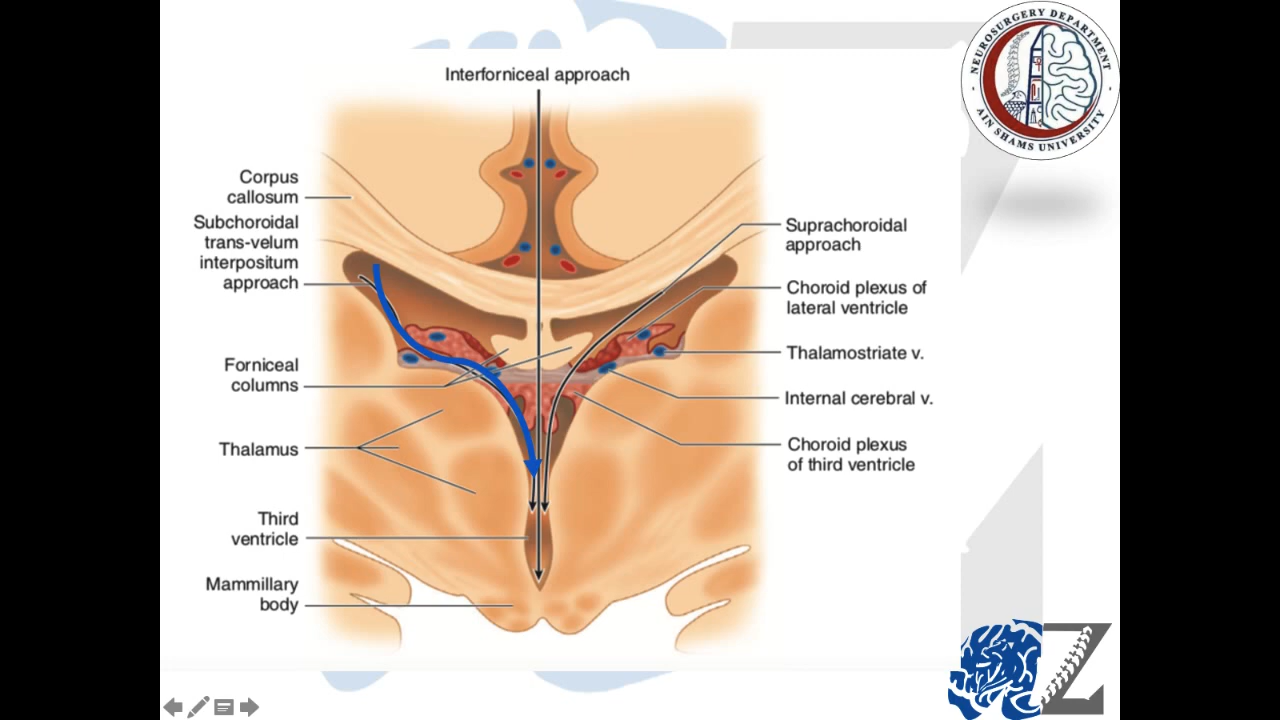 NEUROSURGERY DEPARTMENT
- AIN SHAMS UNIVERSITY -
Interforniceal approach
Corpus
callosum
Subchoroidal
trans-velum
interpositum
approach
Forniceal
columns
Thalamus
Third
ventricle
Mammillary
body
Suprachoroidal
approach
Choroid plexus of
lateral ventricle
Thalamostriate v.
Internal cerebral v.
Choroid plexus
of third ventricle
Z